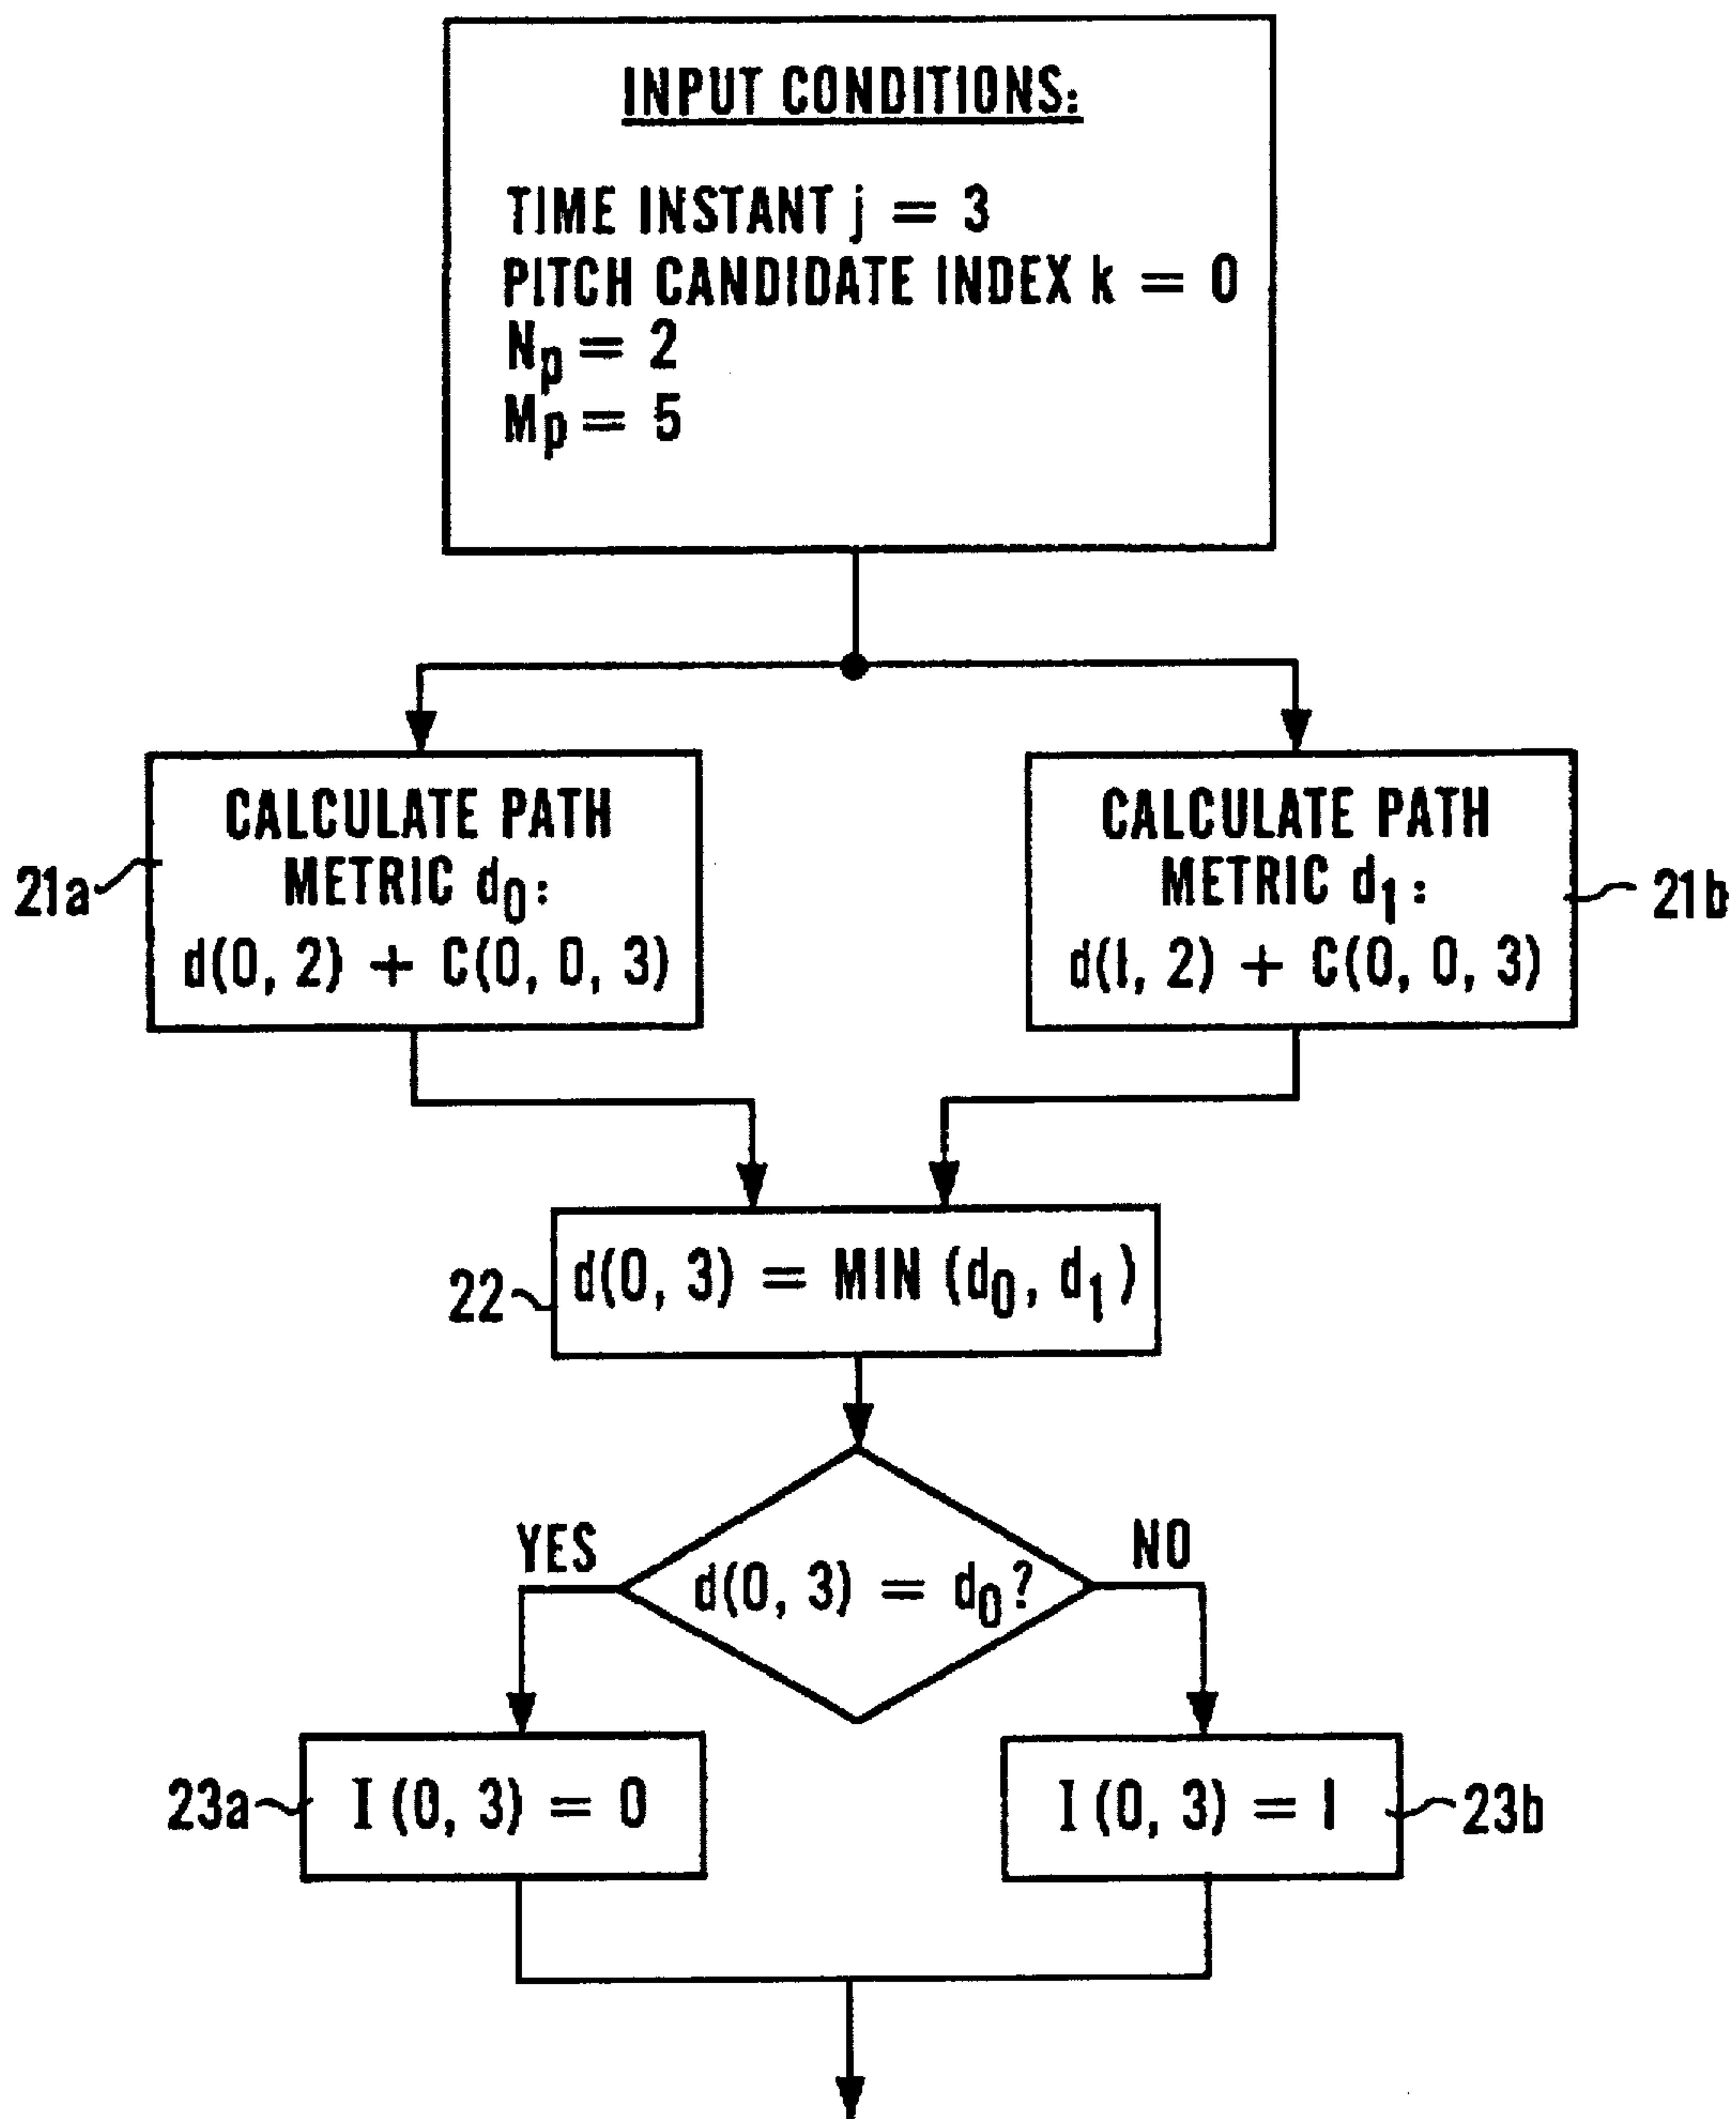 INPUT CONDITIONS:
TIME INSTANT j = 3
PITCH CANDIDATE INDEX k = 0
Np = 2
Mp = 5
CALCULATE PATH
METRIC d0:
d(0, 2) + C(0, 0, 3)
21a
CALCULATE PATH
METRIC d1:
d(1, 2) + C(0, 0, 3)
21b
22
d(0, 3) = MIN (d0, d1)
YES
d(0, 3) = d0?
NO
23a
I (0, 3) = 0
I (0, 3) = 1
23b